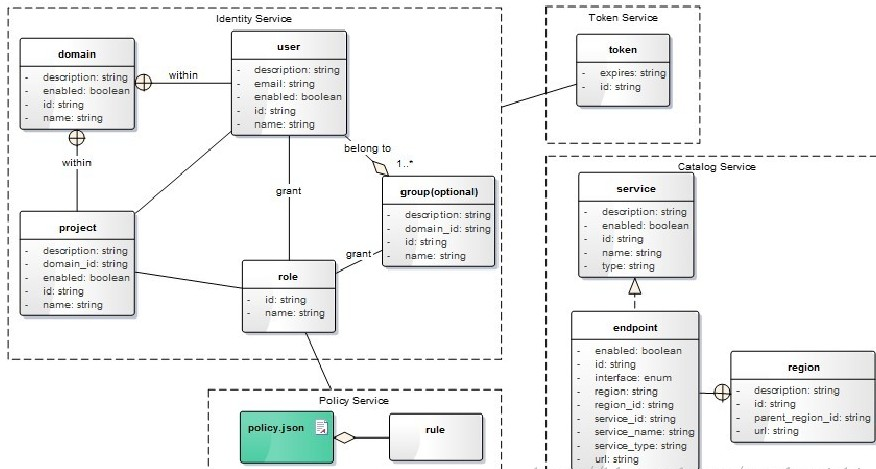 Identity Service
domain
- description: string
- enabled: boolean
- id: string
- name: string
within
user
- description: string
- email: string
- enabled: boolean
- id: string
- name: string
within
belong to
1..*
grant
group(optional)
- description: string
- domain_id: string
- id: string
- name: string
grant
project
- description: string
- domain_id: string
- enabled: boolean
- id: string
- name: string
role
- id: string
- name: string
Policy Service
policy.json
rule
Token Service
token
- expires: string
- id: string
Catalog Service
service
- description: string
- enabled: boolean
- id: string
- name: string
- type: string
endpoint
- enabled: boolean
- id: string
- interface: enum
- region: string
- region_id: string
- service_id: string
- service_name: string
- service_type: string
- url: string
region
- description: string
- id: string
- parent_region_id: string
- url: string